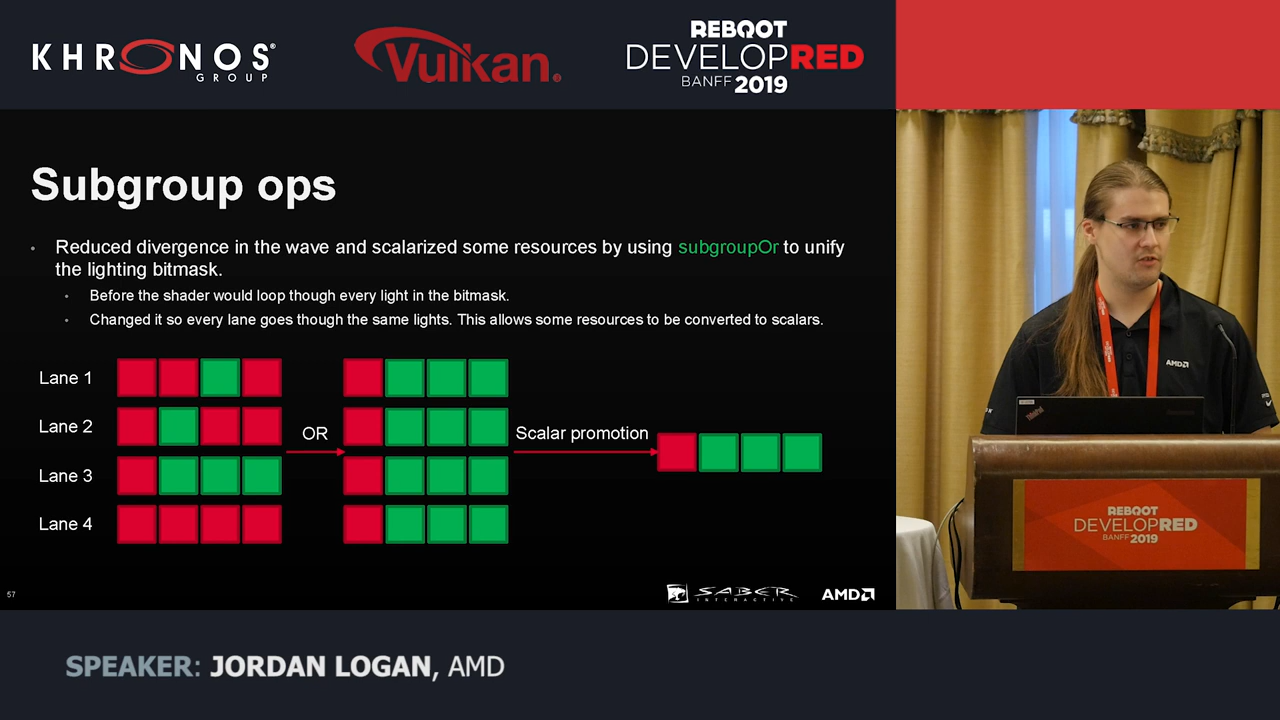 KHRONOS®
GROUP
Vulkan®
REBOOT
DEVELOPRED
BANFF 2019
Subgroup ops
• Reduced divergence in the wave and scalarized some resources by using subgroupOr to unify
the lighting bitmask.
• Before the shader would loop though every light in the bitmask.
• Changed it so every lane goes though the same lights. This allows some resources to be converted to scalars.
Lane 1
Lane 2
Lane 3
Lane 4
OR
Scalar promotion
57
SABER
INTERACTIVE
AMD
AMD
ThinkPad
REBOOT
DEVELOPRED
BANFF 2019
SPEAKER: JORDAN LOGAN, AMD